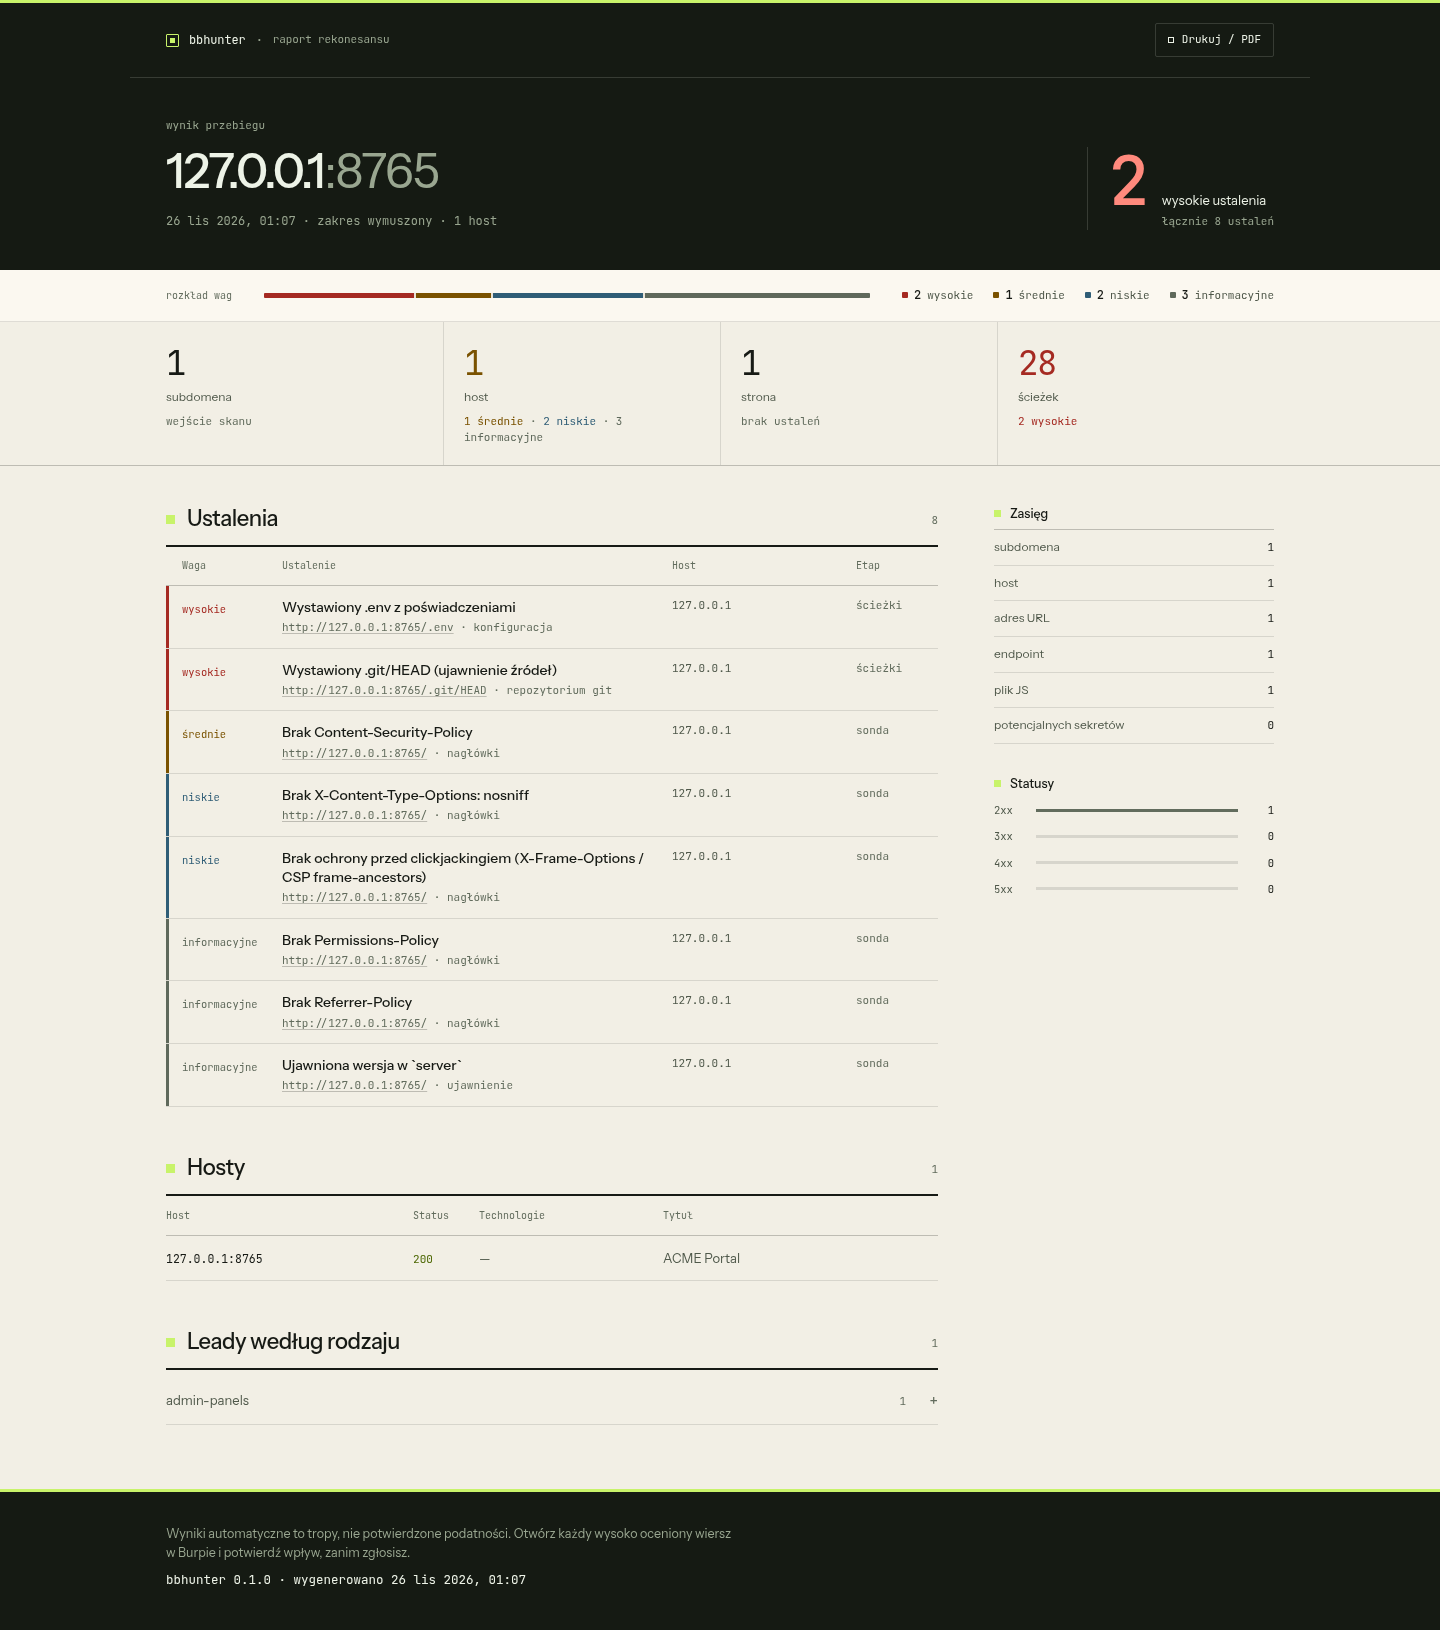 bbhunter · raport rekonesansu
Drukuj / PDF
wynik przebiegu
127.0.0.1:8765
26 lis 2026, 01:07 · zakres wymuszony · 1 host
2
wysokie ustalenia
łącznie 8 ustaleń
rozkład wag
2 wysokie
1 średnie
2 niskie
3 informacyjne
1
subdomena
wejście skanu
1
host
1 średnie · 2 niskie · 3
informacyjne
1
strona
brak ustaleń
28
ścieżek
2 wysokie
Ustalenia
8
Waga Ustalenie Host Etap
wysokie Wystawiony .env z poświadczeniami 127.0.0.1 ścieżki
http://127.0.0.1:8765/.env · konfiguracja
wysokie Wystawiony .git/HEAD (ujawnienie źródeł) 127.0.0.1 ścieżki
http://127.0.0.1:8765/.git/HEAD · repozytorium git
średnie Brak Content-Security-Policy 127.0.0.1 sonda
http://127.0.0.1:8765/ · nagłówki
niskie Brak X-Content-Type-Options: nosniff 127.0.0.1 sonda
http://127.0.0.1:8765/ · nagłówki
niskie Brak ochrony przed clickjackingiem (X-Frame-Options / 127.0.0.1 sonda
CSP frame-ancestors)
http://127.0.0.1:8765/ · nagłówki
informacyjne Brak Permissions-Policy 127.0.0.1 sonda
http://127.0.0.1:8765/ · nagłówki
informacyjne Brak Referrer-Policy 127.0.0.1 sonda
http://127.0.0.1:8765/ · nagłówki
informacyjne Ujawniona wersja w `server` 127.0.0.1 sonda
http://127.0.0.1:8765/ · ujawnienie
Hosty
1
Host Status Technologie Tytuł
127.0.0.1:8765 200 — ACME Portal
Leady według rodzaju
1
admin-panels 1 +
Zasięg
subdomena 1
host 1
adres URL 1
endpoint 1
plik JS 1
potencjalnych sekretów 0
Statusy
2xx 1
3xx 0
4xx 0
5xx 0
Wyniki automatyczne to tropy, nie potwierdzone podatności. Otwórz każdy wysoko oceniony wiersz
w Burpie i potwierdź wpływ, zanim zgłosisz.
bbhunter 0.1.0 · wygenerowano 26 lis 2026, 01:07